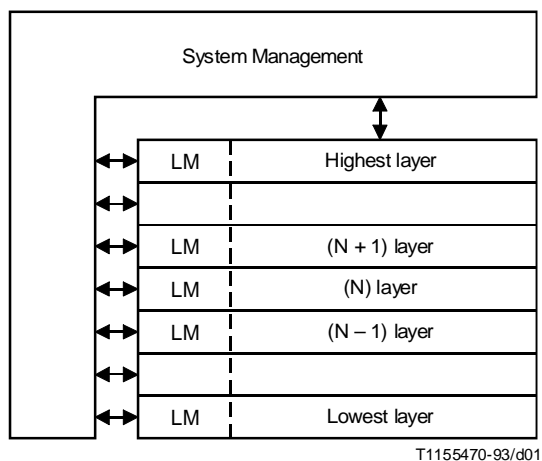 System Management
LM Highest layer
LM (N + 1) layer
LM (N) layer
LM (N – 1) layer
LM Lowest layer
T1155470-93/d01